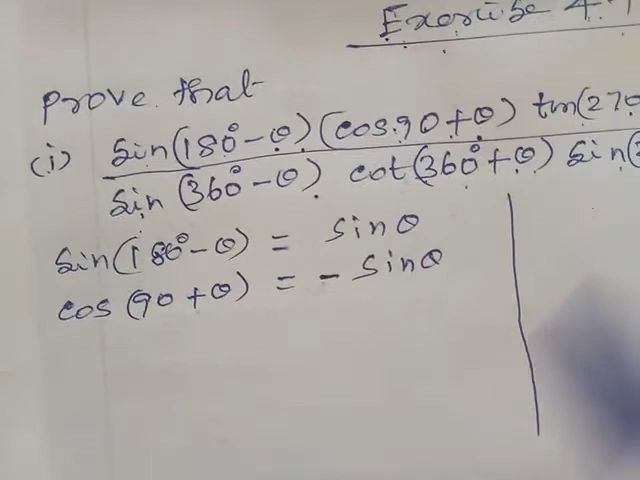 Exercise 4.
Prove that
(i) sin(180°-θ) (cos.90+θ) tan(270
sin (360°-θ) cot(360°+θ) sin(3
sin(180°-θ) = sinθ
cos (90+θ) = - sinθ